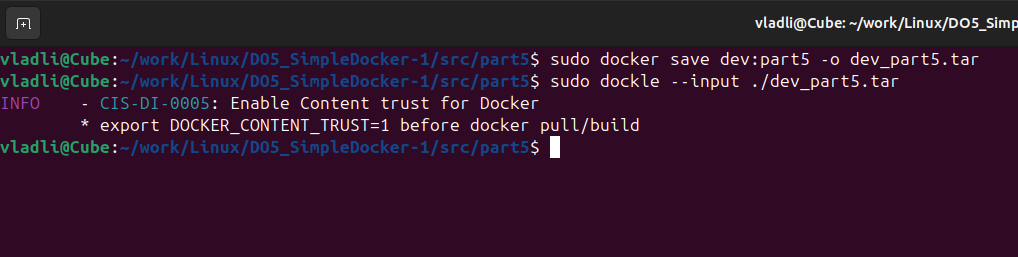 vladli@Cube: ~/work/Linux/DO5_Simp
vladli@Cube:~/work/Linux/DO5_SimpleDocker-1/src/part5$ sudo docker save dev:part5 -o dev_part5.tar
vladli@Cube:~/work/Linux/DO5_SimpleDocker-1/src/part5$ sudo dockle --input ./dev_part5.tar
INFO    - CIS-DI-0005: Enable Content trust for Docker
        * export DOCKER_CONTENT_TRUST=1 before docker pull/build
vladli@Cube:~/work/Linux/DO5_SimpleDocker-1/src/part5$